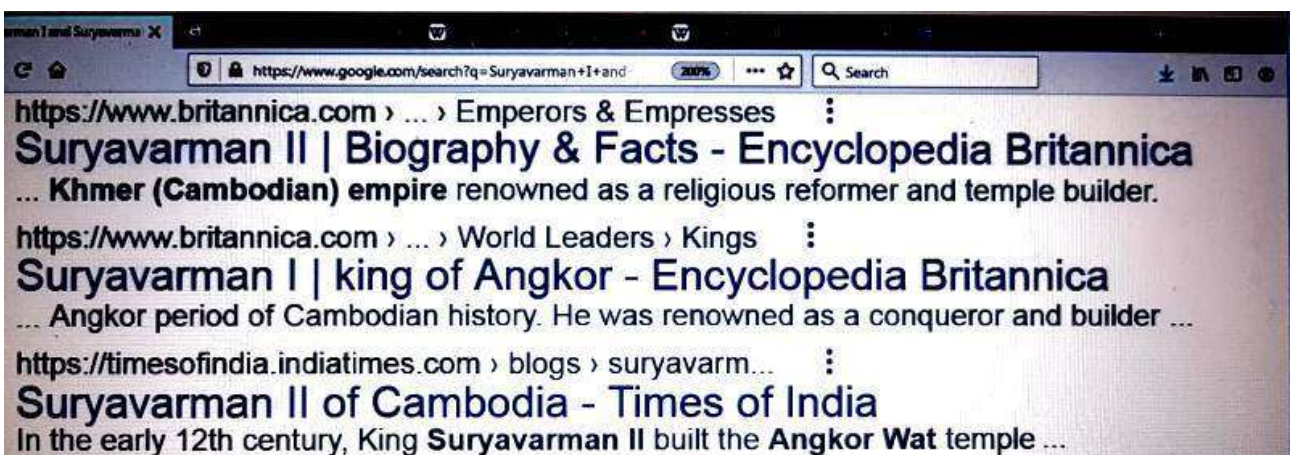 rman I and Suryavarma
https://www.google.com/search?q=Suryavarman+I+and
200%
Search
https://www.britannica.com › ... › Emperors & Empresses
Suryavarman II | Biography & Facts - Encyclopedia Britannica
... Khmer (Cambodian) empire renowned as a religious reformer and temple builder.
https://www.britannica.com › ... › World Leaders › Kings
Suryavarman I | king of Angkor - Encyclopedia Britannica
... Angkor period of Cambodian history. He was renowned as a conqueror and builder ...
https://timesofindia.indiatimes.com › blogs › suryavarm...
Suryavarman II of Cambodia - Times of India
In the early 12th century, King Suryavarman II built the Angkor Wat temple ...